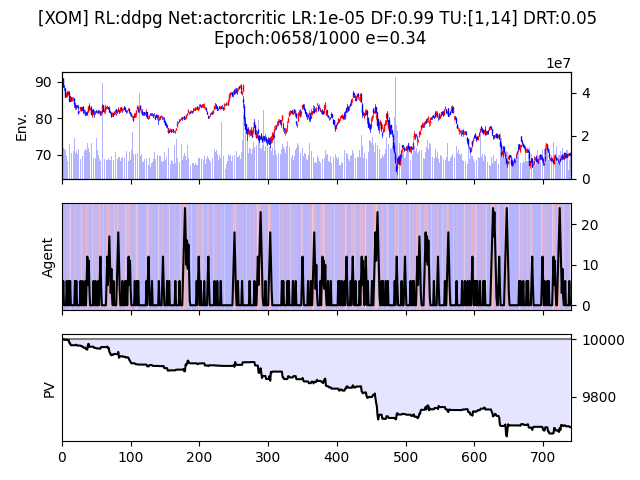 [XOM] RL:ddpg Net:actorcritic LR:1e-05 DF:0.99 TU:[1,14] DRT:0.05
Epoch:0658/1000 e=0.34
1e7
90
80
70
Env.
4
2
0
Agent
20
10
0
PV
10000
9800
0 100 200 300 400 500 600 700